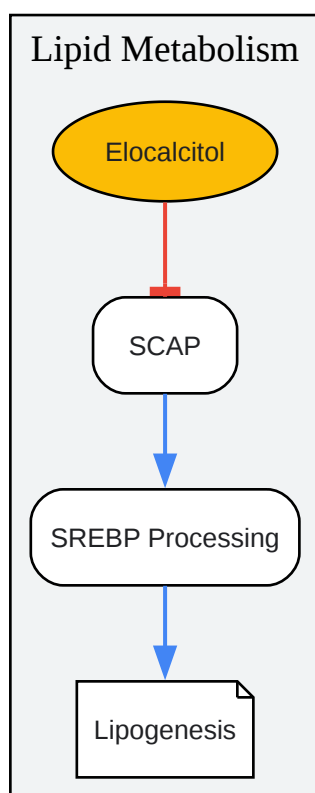 Lipid Metabolism
Elocalcitol
SCAP
SREBP Processing
Lipogenesis